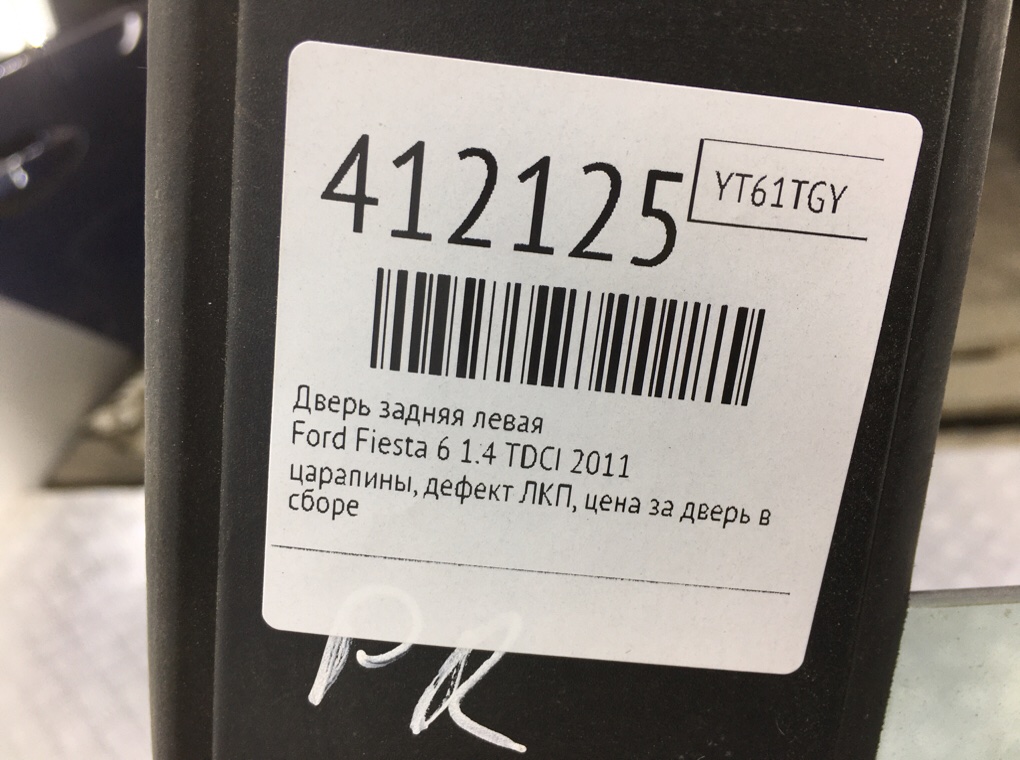 412125
YT61TGY
Дверь задняя левая
Ford Fiesta 6 1.4 TDCI 2011
царапины, дефект ЛКП, цена за дверь в
сборе
PR